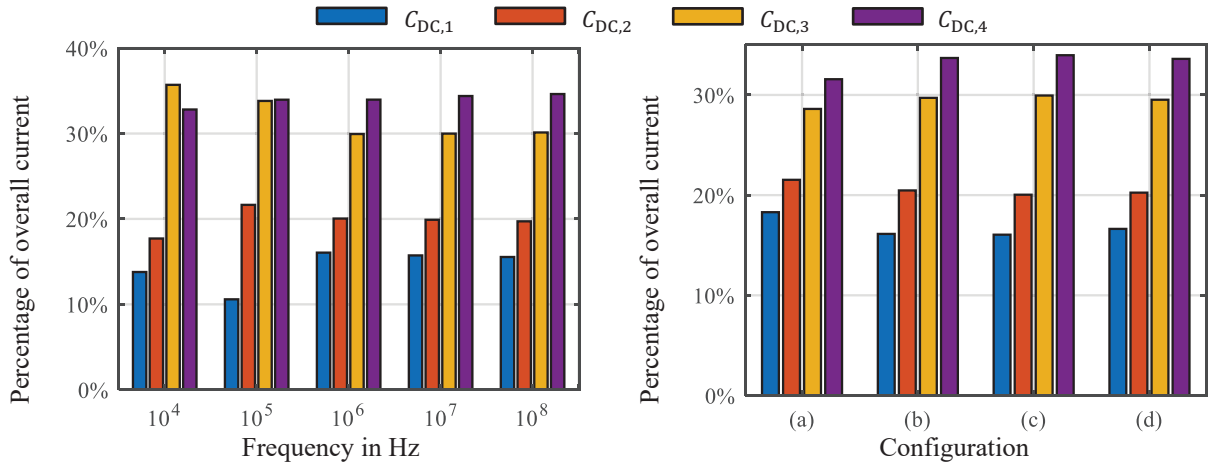 C_DC,1 C_DC,2 C_DC,3 C_DC,4
Percentage of overall current
40%
30%
20%
10%
0%
10^4 10^5 10^6 10^7 10^8
Frequency in Hz
Percentage of overall current
30%
20%
10%
0%
(a) (b) (c) (d)
Configuration